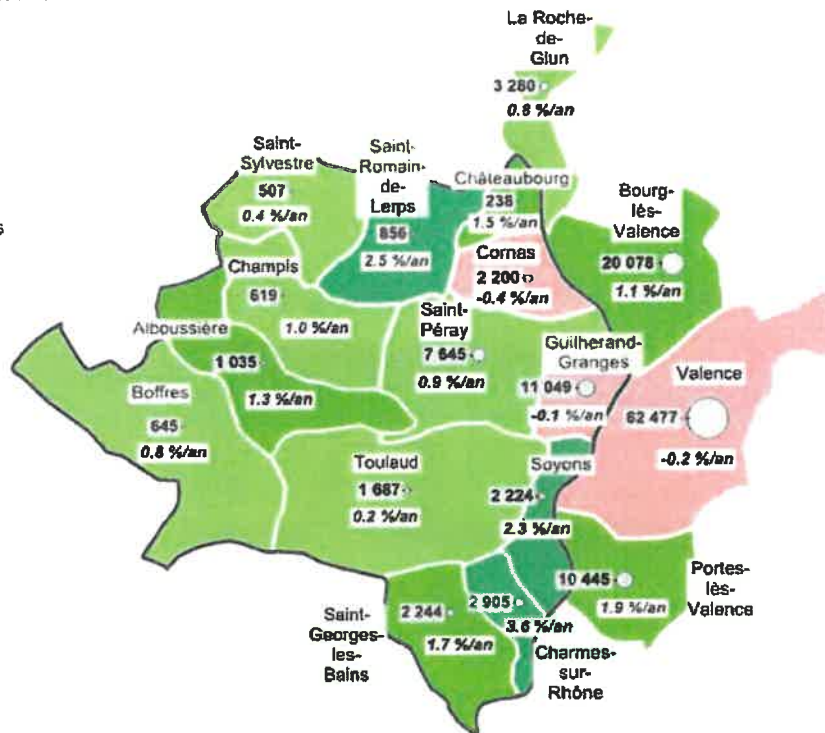 La Roche-
de-
Glun
3 280
0.8 %/an
Saint-
Sylvestre
507
0.4 %/an
Saint-
Romain-
de-
Lerps
856
2.5 %/an
Châteaubourg
238
1.5 %/an
Bourg-
lès-
Valence
20 078
1.1 %/an
Cornas
2 200
-0.4 %/an
Champis
619
1.0 %/an
Saint-
Péray
7 645
0.9 %/an
Alboussière
1 035
1.3 %/an
Guilherand-
Granges
11 049
-0.1 %/an
Valence
62 477
-0.2 %/an
Boffres
645
0.8 %/an
Toulaud
1 687
0.2 %/an
Soyons
2 224
2.3 %/an
10 445
1.9 %/an
Portes-
lès-
Valence
Saint-
Georges-
les-
Bains
2 244
1.7 %/an
2 905
3.6 %/an
Charmes-
sur-
Rhône